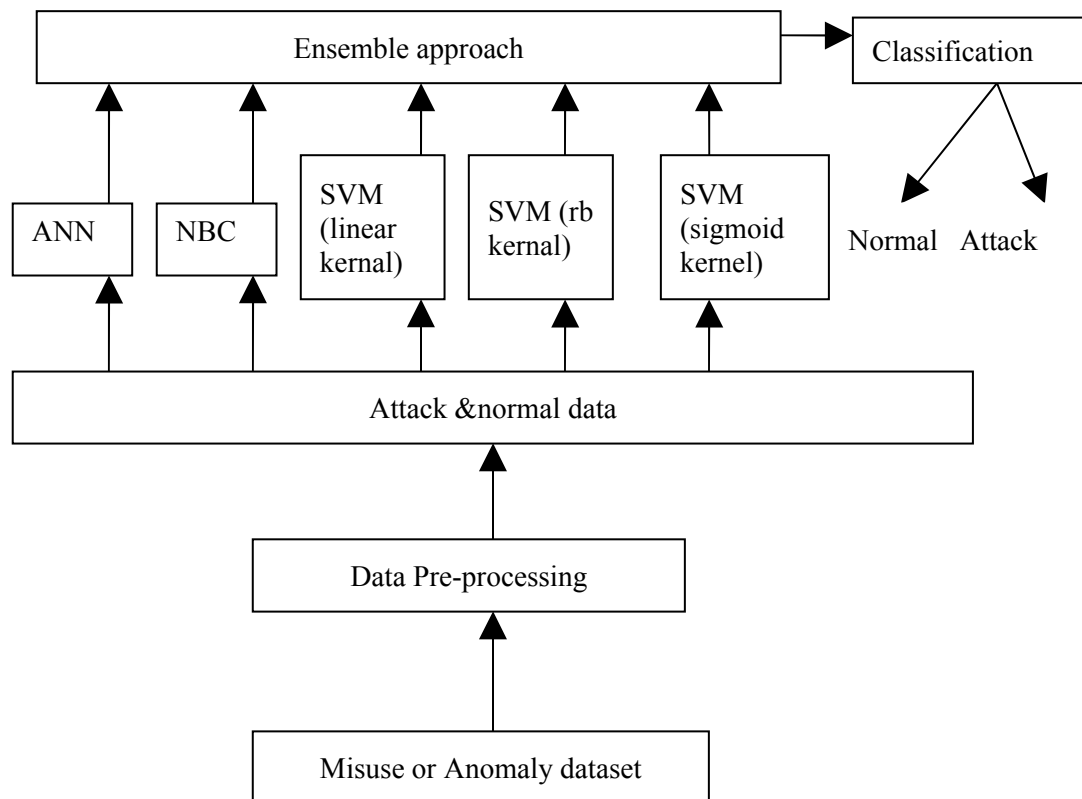 Ensemble approach
Classification
ANN
NBC
SVM
(linear
kernal)
SVM (rb
kernal)
SVM
(sigmoid
kernel)
Normal
Attack
Attack &normal data
Data Pre-processing
Misuse or Anomaly dataset